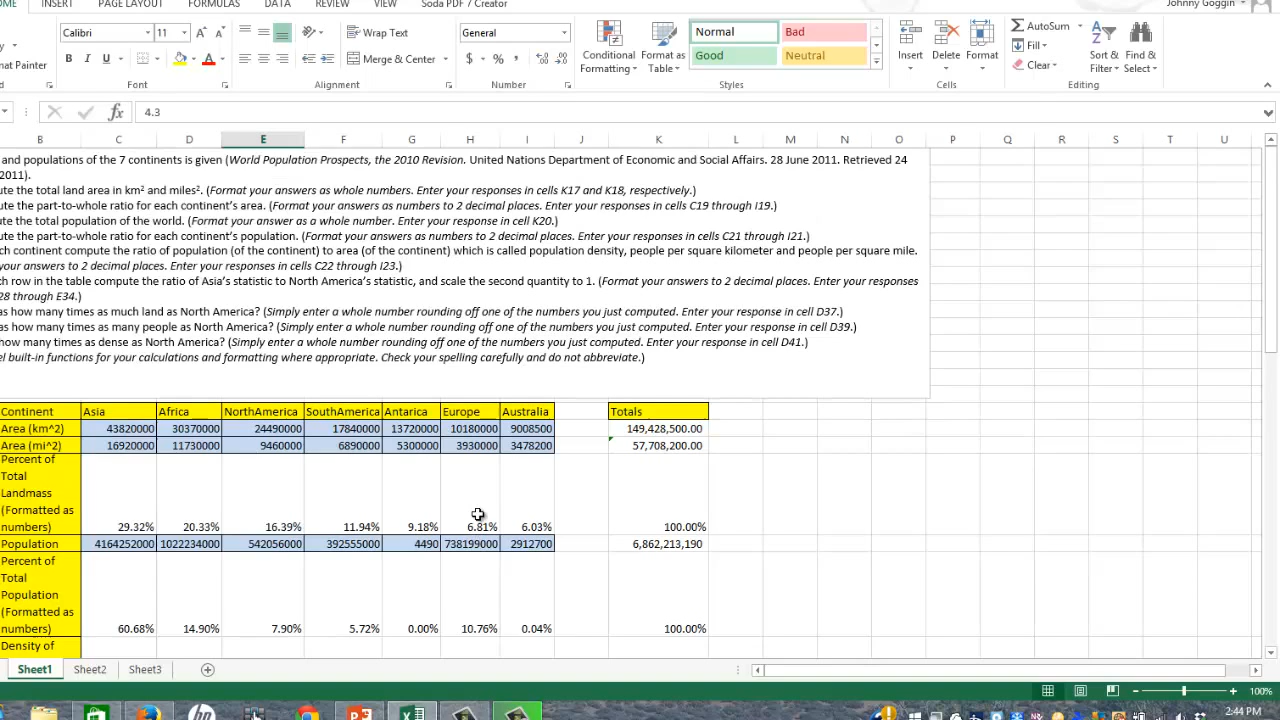 OME INSERT PAGE LAYOUT FORMULAS DATA REVIEW VIEW Soda PDF 7 Creator Johnny Goggin
Calibri 11 A A Wrap Text General Conditional Formatting Format as Table Normal Bad Good Neutral Insert Delete Format AutoSum Fill Clear Sort & Filter Find & Select
mat Painter B I U A Merge & Center $ % ,
Font Alignment Number Styles Cells Editing
fx 4.3
B C D E F G H I J K L M N O P Q R S T U
and populations of the 7 continents is given (World Population Prospects, the 2010 Revision. United Nations Department of Economic and Social Affairs. 28 June 2011. Retrieved 24
2011).
ute the total land area in km² and miles². (Format your answers as whole numbers. Enter your responses in cells K17 and K18, respectively.)
ute the part-to-whole ratio for each continent's area. (Format your answers as numbers to 2 decimal places. Enter your responses in cells C19 through I19.)
ute the total population of the world. (Format your answer as a whole number. Enter your response in cell K20.)
ute the part-to-whole ratio for each continent's population. (Format your answers as numbers to 2 decimal places. Enter your responses in cells C21 through I21.)
ch continent compute the ratio of population (of the continent) to area (of the continent) which is called population density, people per square kilometer and people per square mile.
your answers to 2 decimal places. Enter your responses in cells C22 through I23.)
ch row in the table compute the ratio of Asia's statistic to North America's statistic, and scale the second quantity to 1. (Format your answers to 2 decimal places. Enter your responses
28 through E34.)
as how many times as much land as North America? (Simply enter a whole number rounding off one of the numbers you just computed. Enter your response in cell D37.)
as how many times as many people as North America? (Simply enter a whole number rounding off one of the numbers you just computed. Enter your response in cell D39.)
how many times as dense as North America? (Simply enter a whole number rounding off one of the numbers you just computed. Enter your response in cell D41.)
el built-in functions for your calculations and formatting where appropriate. Check your spelling carefully and do not abbreviate.)
Continent Asia Africa NorthAmerica SouthAmerica Antarica Europe Australia Totals
Area (km^2) 43820000 30370000 24490000 17840000 13720000 10180000 9008500 149,428,500.00
Area (mi^2) 16920000 11730000 9460000 6890000 5300000 3930000 3478200 57,708,200.00
Percent of
Total
Landmass
(Formatted as
numbers) 29.32% 20.33% 16.39% 11.94% 9.18% 6.81% 6.03% 100.00%
Population 4164252000 1022234000 542056000 392555000 4490 738199000 2912700 6,862,213,190
Percent of
Total
Population
(Formatted as
numbers) 60.68% 14.90% 7.90% 5.72% 0.00% 10.76% 0.04% 100.00%
Density of
Sheet1 Sheet2 Sheet3
100%
2:44 PM